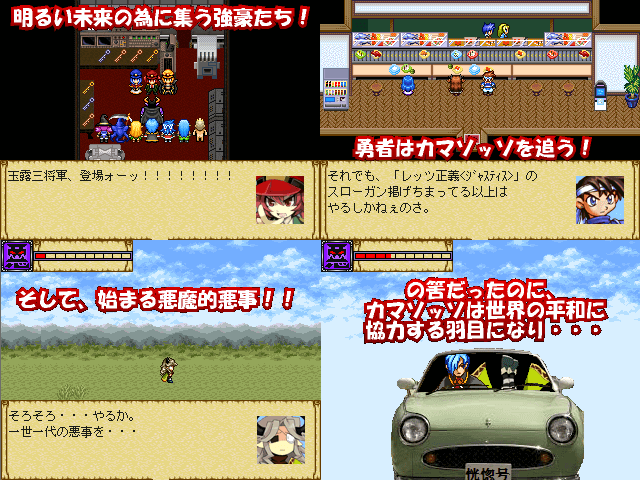 明るい未来の為に集う強豪たち！
玉露三将軍、登場ォーッ！！！！！！！！！
勇者はカマゾッソを追う！
それでも、「レッツ正義<ｼﾞｬｽﾃｨｽ>」の
スローガン掲げちまってる以上は
やるしかねぇのさ。
そして、始まる悪魔的悪事！！
そろそろ・・・やるか。
一世一代の悪事を・・・
の筈だったのに、
カマゾッソは世界の平和に
協力する羽目になり・・・
恍惚号